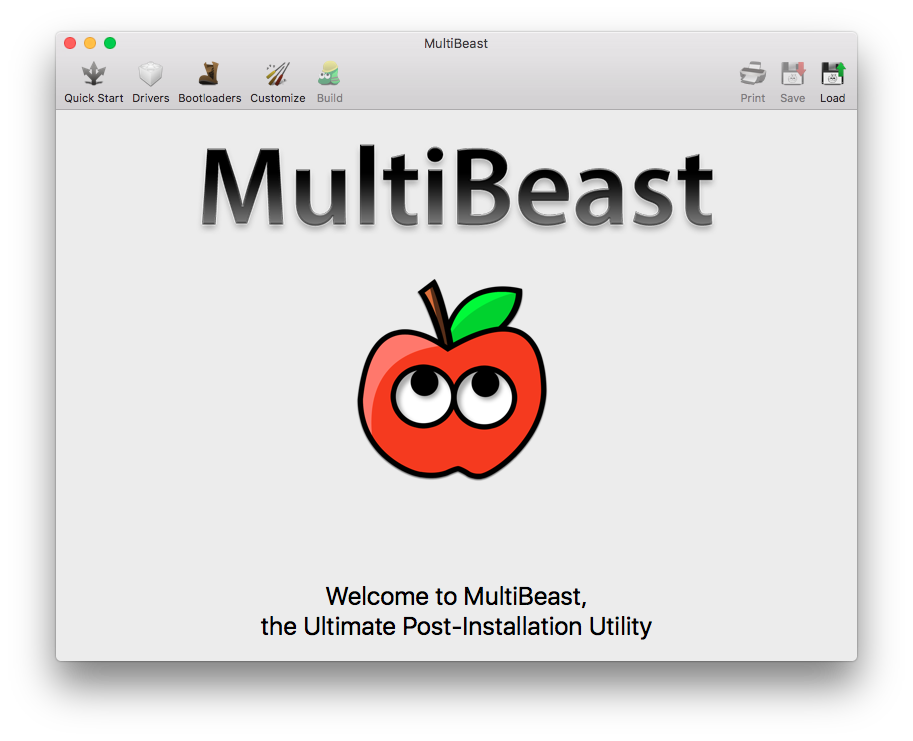 MultiBeast
Quick Start Drivers Bootloaders Customize Build Print Save Load
MultiBeast
Welcome to MultiBeast,
the Ultimate Post-Installation Utility